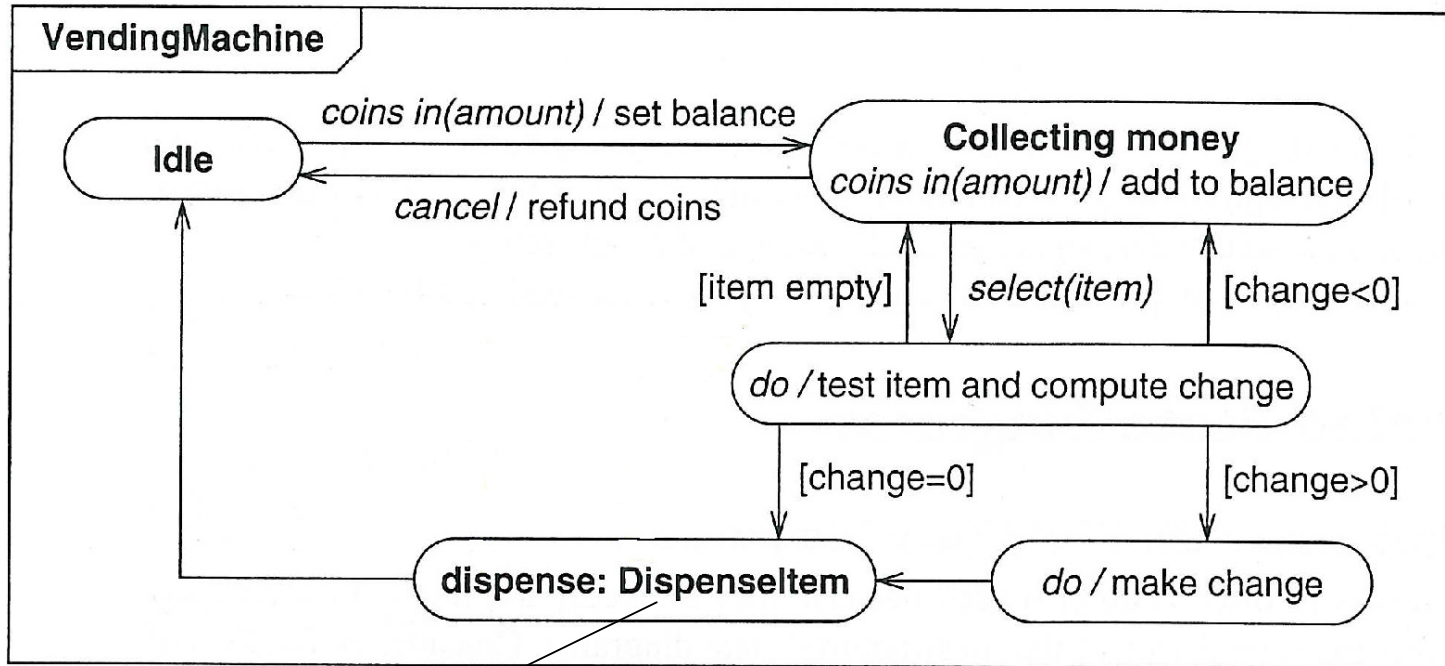 VendingMachine
coins in(amount) / set balance
Idle
cancel / refund coins
Collecting money
coins in(amount) / add to balance
[item empty]
select(item)
[change<0]
do / test item and compute change
[change=0]
[change>0]
dispense: DispenseItem
do / make change